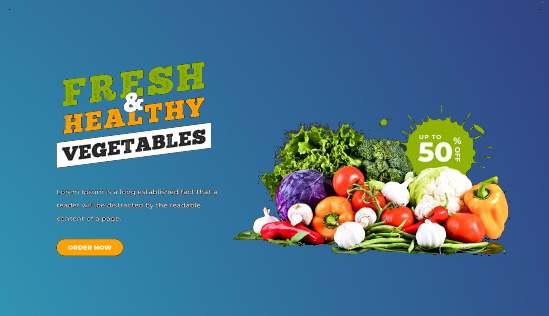 FRESH
&
HEALTHY
VEGETABLES
Lorem Ipsum is a long established fact that a
reader will be distracted by the readable
content of a page.
ORDER NOW
UP TO
50%
OFF